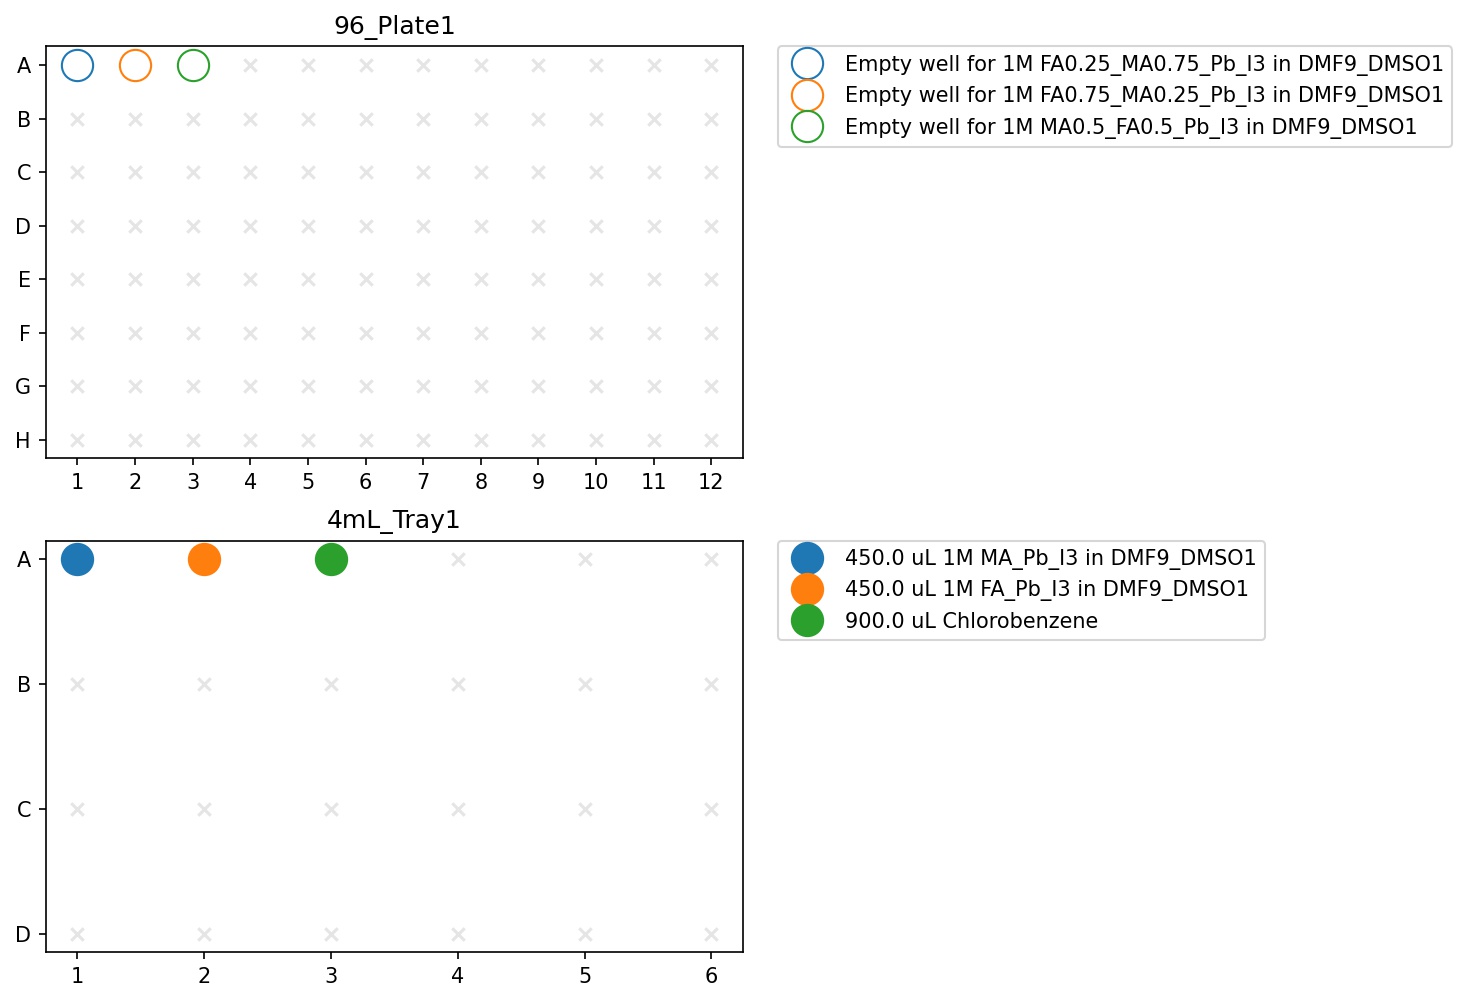 96_Plate1
A
B
C
D
E
F
G
H
1 2 3 4 5 6 7 8 9 10 11 12
Empty well for 1M FA0.25_MA0.75_Pb_I3 in DMF9_DMSO1
Empty well for 1M FA0.75_MA0.25_Pb_I3 in DMF9_DMSO1
Empty well for 1M MA0.5_FA0.5_Pb_I3 in DMF9_DMSO1
4mL_Tray1
A
B
C
D
1 2 3 4 5 6
450.0 uL 1M MA_Pb_I3 in DMF9_DMSO1
450.0 uL 1M FA_Pb_I3 in DMF9_DMSO1
900.0 uL Chlorobenzene